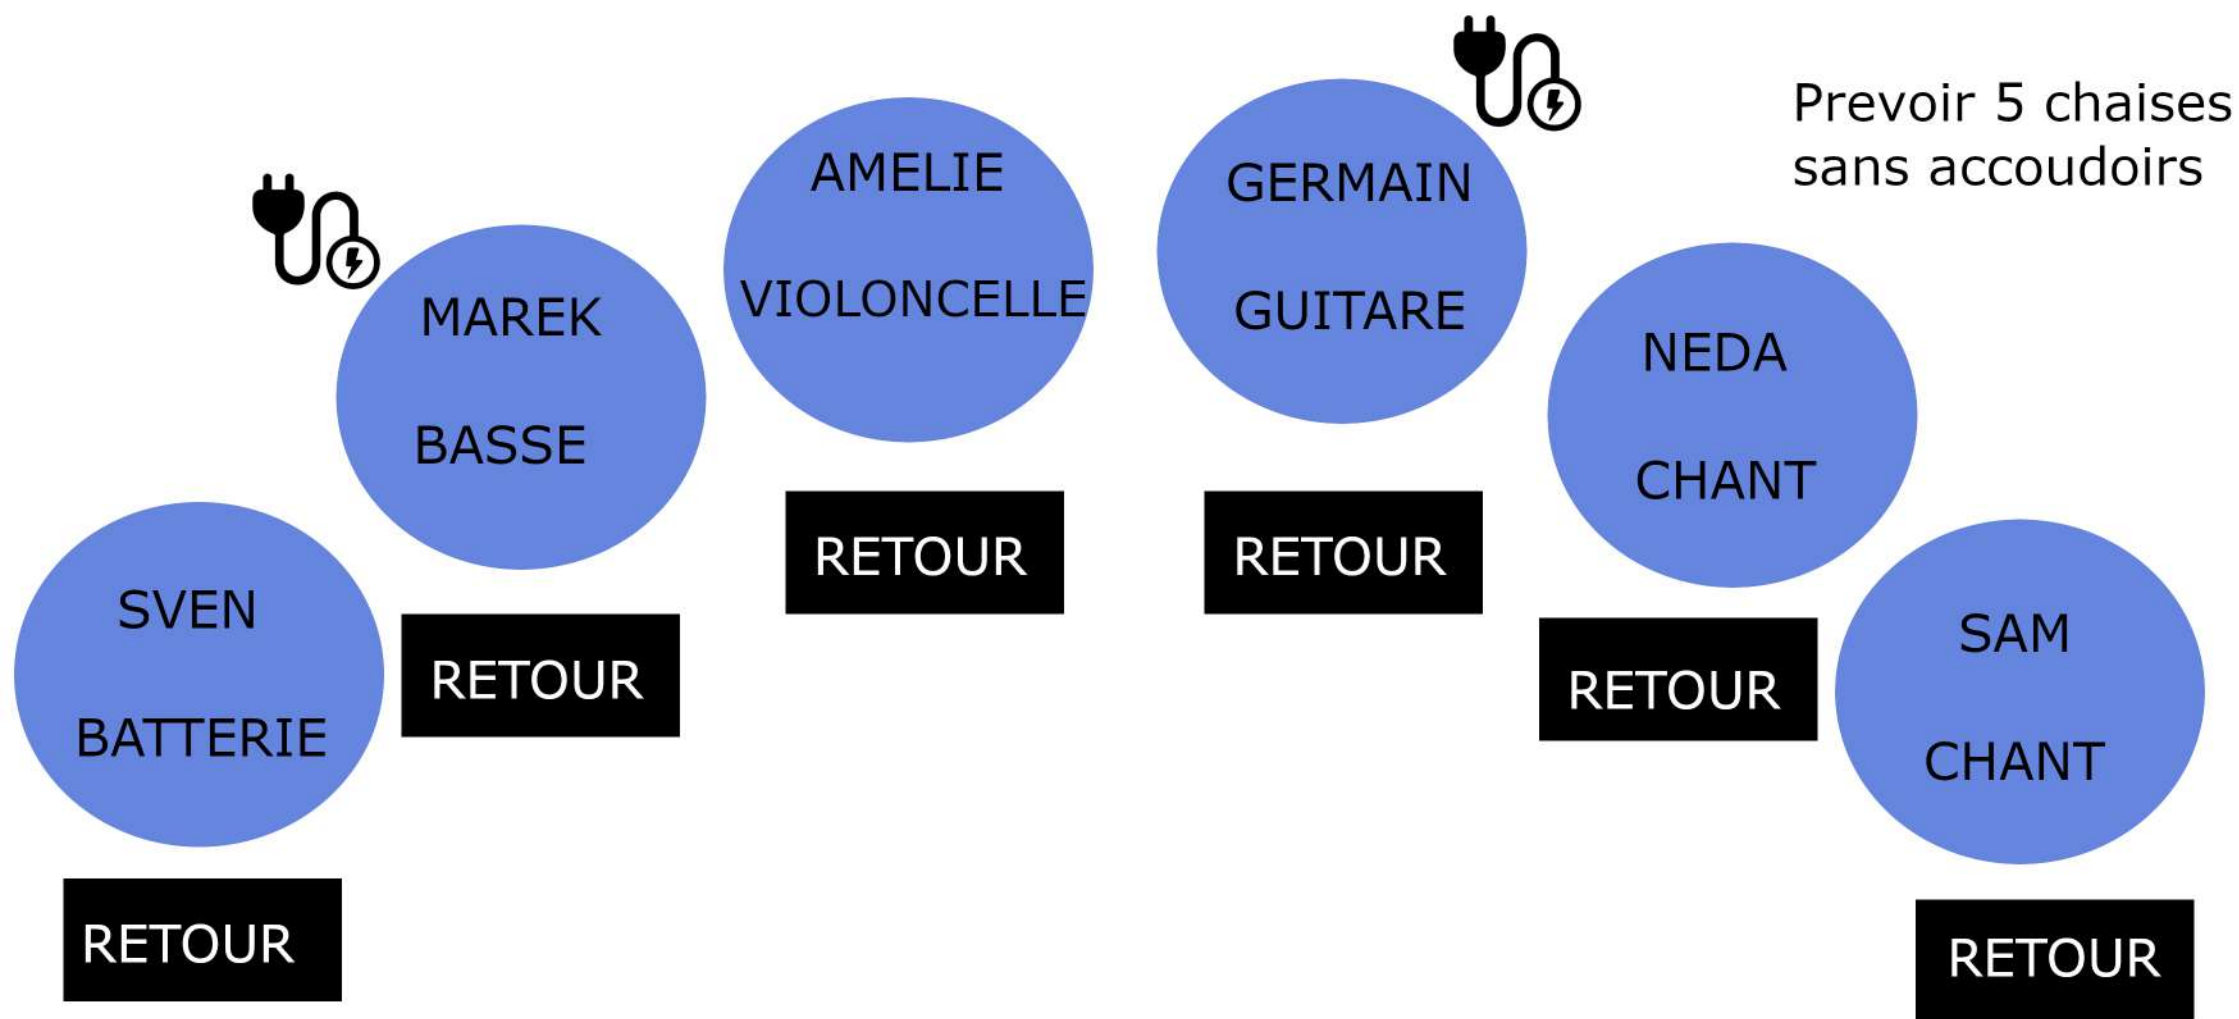 AMELIE
VIOLONCELLE
GERMAIN
GUITARE
Prevoir 5 chaises
sans accoudoirs
MAREK
BASSE
NEDA
CHANT
RETOUR
RETOUR
SVEN
BATTERIE
RETOUR
RETOUR
SAM
CHANT
RETOUR
RETOUR